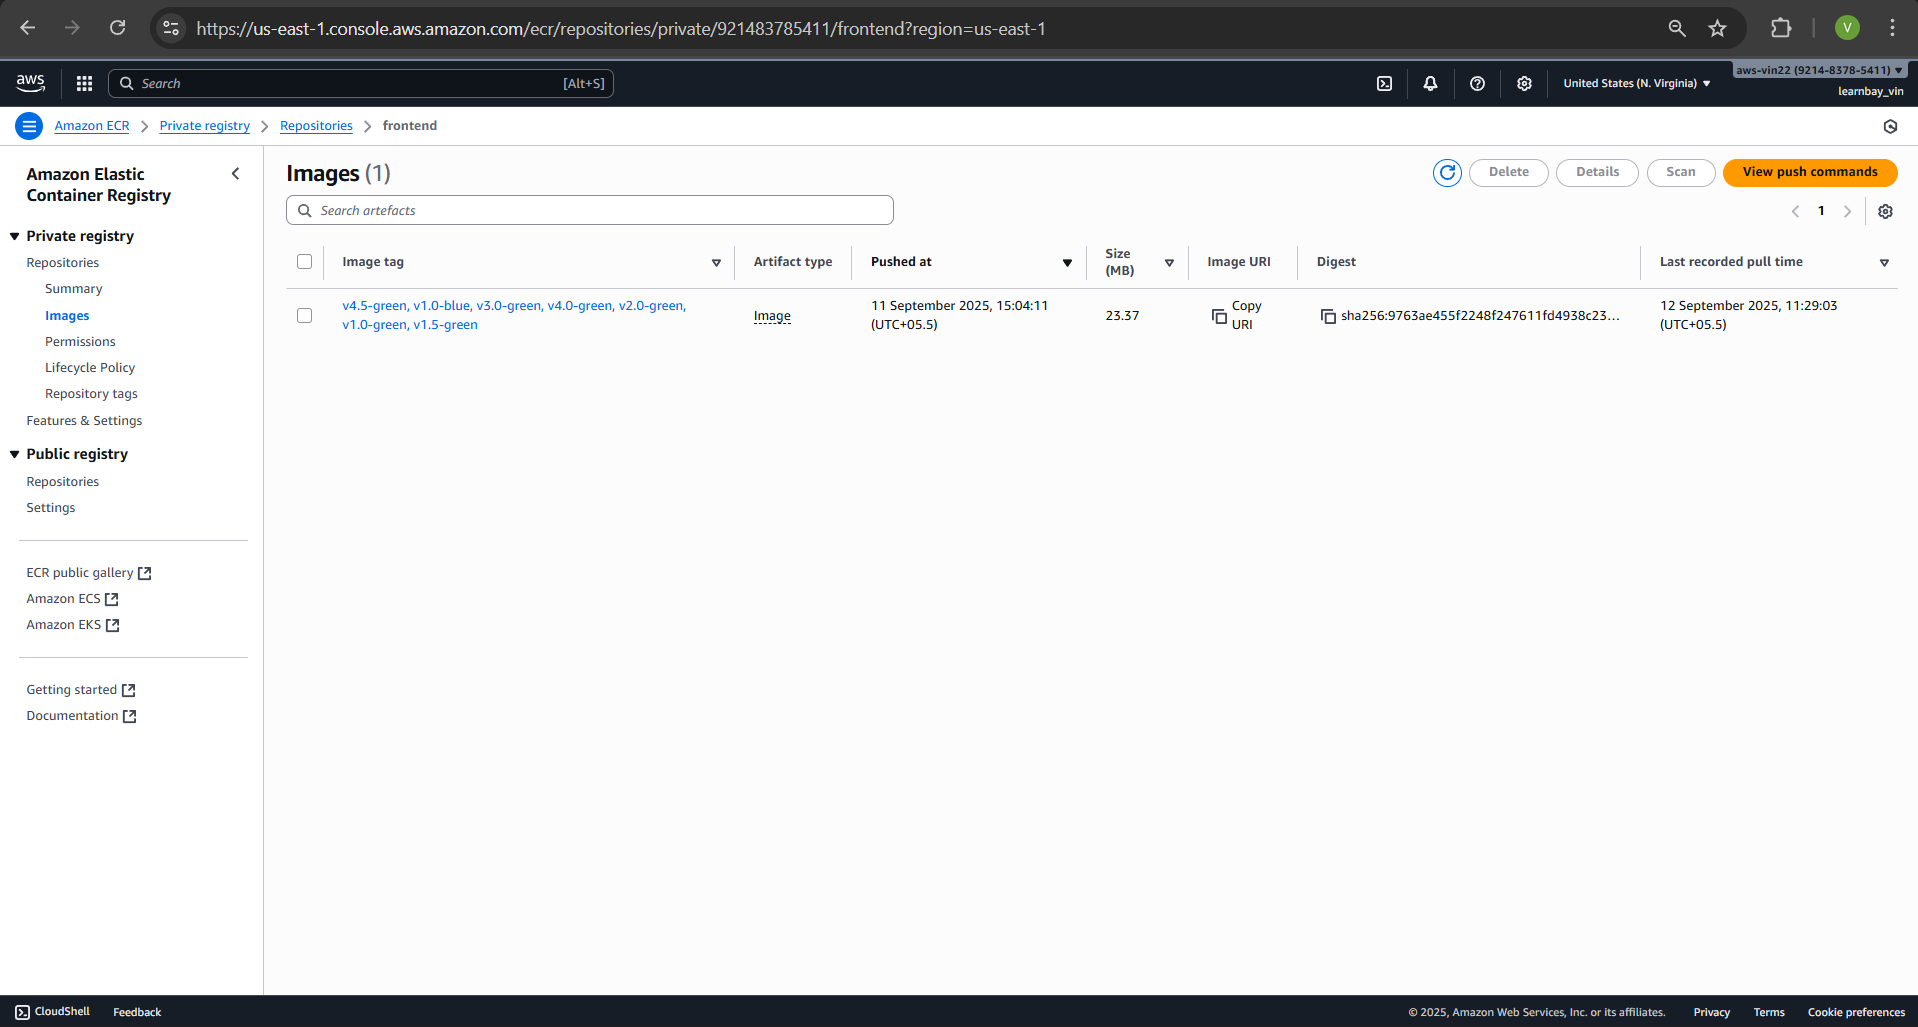 https://us-east-1.console.aws.amazon.com/ecr/repositories/private/921483785411/frontend?region=us-east-1
V
aws
Search
[Alt+S]
United States (N. Virginia)
aws-vin22 (9214-8378-5411)
learnbay_vin
Amazon ECR
Private registry
Repositories
frontend
Amazon Elastic
Container Registry
Private registry
Repositories
Summary
Images
Permissions
Lifecycle Policy
Repository tags
Features & Settings
Public registry
Repositories
Settings
ECR public gallery
Amazon ECS
Amazon EKS
Getting started
Documentation
Images (1)
Delete
Details
Scan
View push commands
Search artefacts
1
Image tag
Artifact type
Pushed at
Size
(MB)
Image URI
Digest
Last recorded pull time
v4.5-green, v1.0-blue, v3.0-green, v4.0-green, v2.0-green,
v1.0-green, v1.5-green
Image
11 September 2025, 15:04:11
(UTC+05.5)
23.37
Copy
URI
sha256:9763ae455f2248f247611fd4938c23...
12 September 2025, 11:29:03
(UTC+05.5)
CloudShell
Feedback
© 2025, Amazon Web Services, Inc. or its affiliates.
Privacy
Terms
Cookie preferences